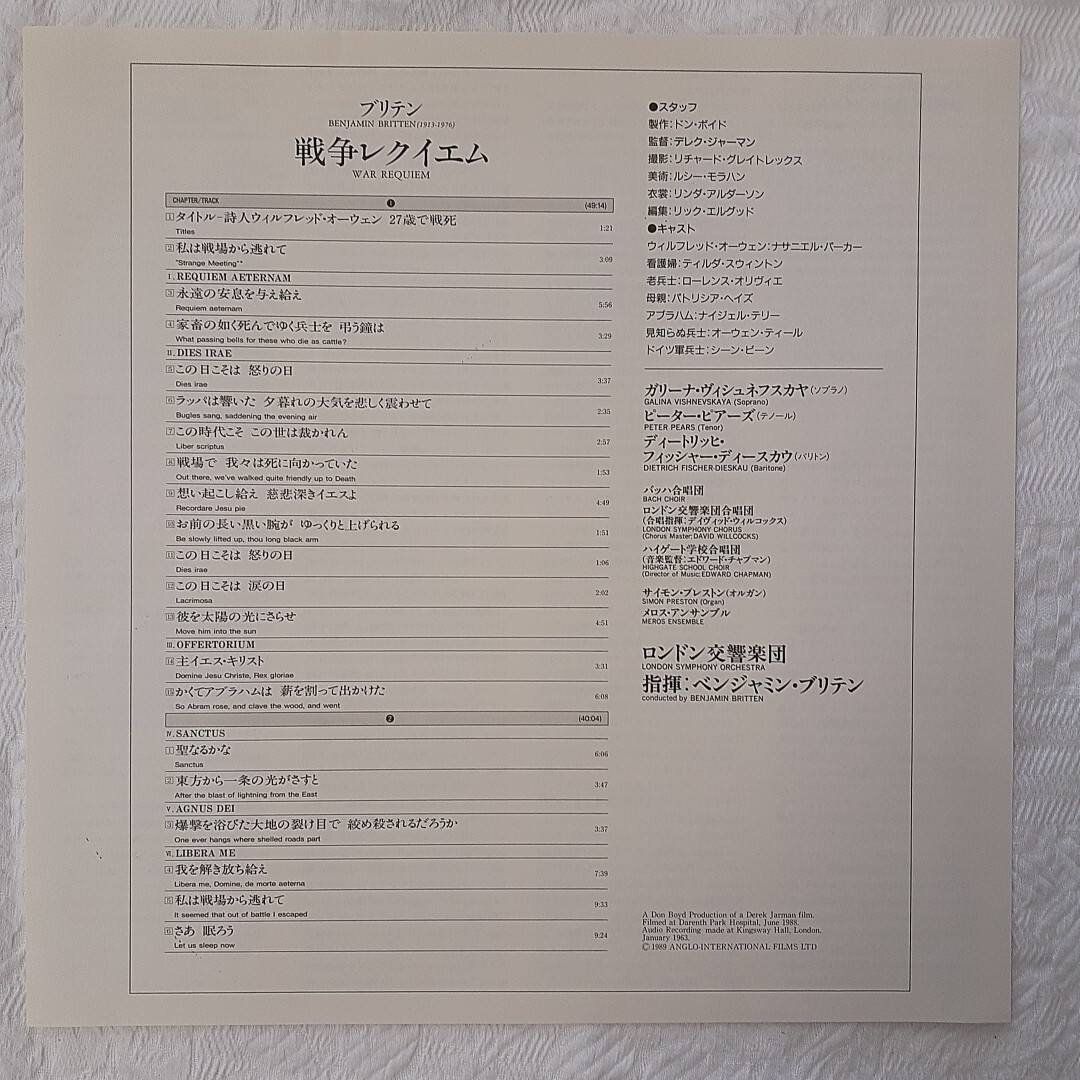 ブリテン
BENJAMIN BRITTEN(1913-1976)
戦争レクイエム
WAR REQUIEM
CHAPTER/TRACK ❶ (49:14)
1 タイトル-詩人ウィルフレッド・オーウェン 27歳で戦死
Titles 1:21
2 私は戦場から逃れて
"Strange Meeting"* 3:09
I. REQUIEM AETERNAM
3 永遠の安息を与え給え
Requiem aeternam 5:56
4 家畜の如く死んでゆく兵士を 弔う鐘は
What passing bells for these who die as cattle? 3:29
II. DIES IRAE
5 この日こそは 怒りの日
Dies irae 3:37
6 ラッパは響いた 夕暮れの大気を悲しく震わせて
Bugles sang, saddening the evening air 2:35
7 この時代こそ この世は裁かれん
Liber scriptus 2:57
8 戦場で 我々は死に向かっていた
Out there, we've walked quite friendly up to Death 1:53
9 想い起こし給え 慈悲深きイエスよ
Recordare Jesu pie 4:49
10 お前の長い黒い腕が ゆっくりと上げられる
Be slowly lifted up, thou long black arm 1:51
11 この日こそは 怒りの日
Dies irae 1:06
12 この日こそは 涙の日
Lacrimosa 2:02
13 彼を太陽の光にさらせ
Move him into the sun 4:51
III. OFFERTORIUM
14 主イエス・キリスト
Domine Jesu Christe, Rex gloriae 3:31
15 かくてアブラハムは 薪を割って出かけた
So Abram rose, and clave the wood, and went 6:08
❷ (40:04)
IV. SANCTUS
1 聖なるかな
Sanctus 6:06
2 東方から一条の光がさすと
After the blast of lightning from the East 3:47
V. AGNUS DEI
3 爆撃を浴びた大地の裂け目で 絞め殺されるだろうか
One ever hangs where shelled roads part 3:37
VI. LIBERA ME
4 我を解き放ち給え
Libera me, Domine, de morte aeterna 7:39
5 私は戦場から逃れて
It seemed that out of battle I escaped 9:33
6 さあ 眠ろう
Let us sleep now 9:24
●スタッフ
製作:ドン・ボイド
監督:デレク・ジャーマン
撮影:リチャード・グレイトレックス
美術:ルシー・モラハン
衣裳:リンダ・アルダーソン
編集:リック・エルグッド
●キャスト
ウィルフレッド・オーウェン:ナサニエル・パーカー
看護婦:ティルダ・スウィントン
老兵士:ローレンス・オリヴィエ
母親:パトリシア・ヘイズ
アブラハム:ナイジェル・テリー
見知らぬ兵士:オーウェン・ティール
ドイツ軍兵士:シーン・ビーン
ガリーナ・ヴィシュネフスカヤ(ソプラノ)
GALINA VISHNEVSKAYA (Soprano)
ピーター・ピアーズ(テノール)
PETER PEARS (Tenor)
ディートリッヒ・
フィッシャー・ディースカウ(バリトン)
DIETRICH FISCHER-DIESKAU (Baritone)
バッハ合唱団
BACH CHOIR
ロンドン交響楽団合唱団
(合唱指揮:デイヴィッド・ウィルコックス)
LONDON SYMPHONY CHORUS
(Chorus Master:DAVID WILLCOCKS)
ハイゲート学校合唱団
(音楽監督:エドワード・チャプマン)
HIGHGATE SCHOOL CHOIR
(Director of Music:EDWARD CHAPMAN)
サイモン・プレストン(オルガン)
SIMON PRESTON (Organ)
メロス・アンサンブル
MEROS ENSEMBLE
ロンドン交響楽団
LONDON SYMPHONY ORCHESTRA
指揮:ベンジャミン・ブリテン
conducted by BENJAMIN BRITTEN
A Don Boyd Production of a Derek Jarman film.
Filmed at Darenth Park Hospital, June 1988.
Audio Recording made at Kingsway Hall, London,
January 1963.
©1989 ANGLO-INTERNATIONAL FILMS LTD